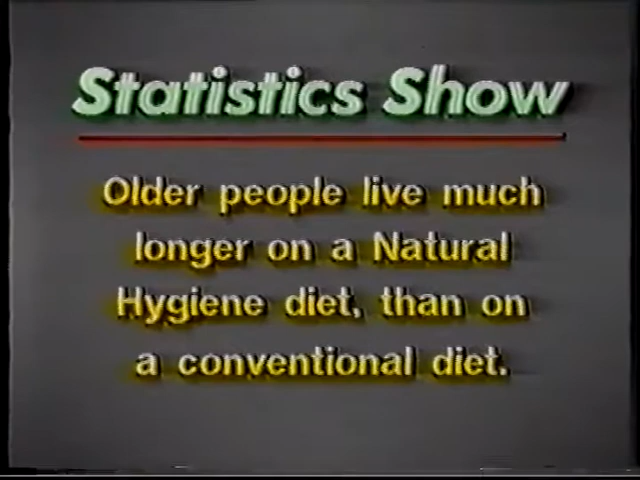 Statistics Show
Older people live much
longer on a Natural
Hygiene diet, than on
a conventional diet.